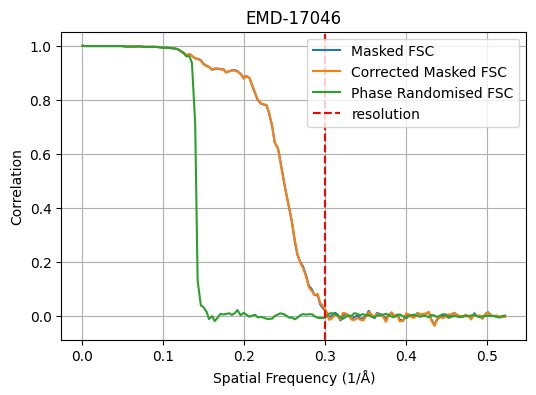 EMD-17046
Masked FSC
Corrected Masked FSC
Phase Randomised FSC
resolution
Correlation
1.0
0.8
0.6
0.4
0.2
0.0
0.0 0.1 0.2 0.3 0.4 0.5
Spatial Frequency (1/Å)